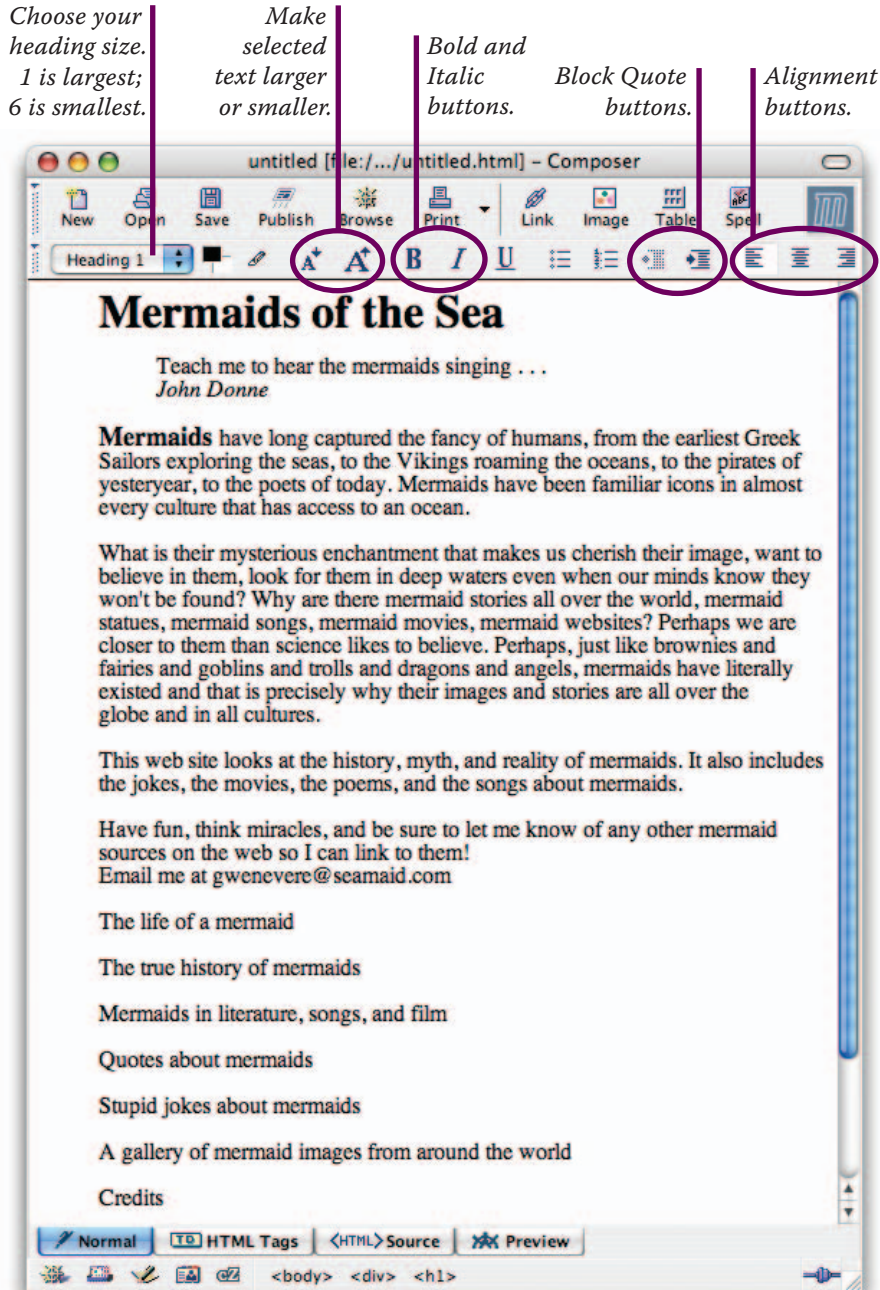 Choose your
heading size.
1 is largest;
6 is smallest.
Make
selected
text larger
or smaller.
Bold and
Italic
buttons.
Block Quote
buttons.
Alignment
buttons.
untitled [file:/.../untitled.html] – Composer
New Open Save Publish Browse Print Link Image Table Spell
Heading 1 A A B I U
Mermaids of the Sea
Teach me to hear the mermaids singing . . .
John Donne
Mermaids have long captured the fancy of humans, from the earliest Greek
Sailors exploring the seas, to the Vikings roaming the oceans, to the pirates of
yesteryear, to the poets of today. Mermaids have been familiar icons in almost
every culture that has access to an ocean.
What is their mysterious enchantment that makes us cherish their image, want to
believe in them, look for them in deep waters even when our minds know they
won't be found? Why are there mermaid stories all over the world, mermaid
statues, mermaid songs, mermaid movies, mermaid websites? Perhaps we are
closer to them than science likes to believe. Perhaps, just like brownies and
fairies and goblins and trolls and dragons and angels, mermaids have literally
existed and that is precisely why their images and stories are all over the
globe and in all cultures.
This web site looks at the history, myth, and reality of mermaids. It also includes
the jokes, the movies, the poems, and the songs about mermaids.
Have fun, think miracles, and be sure to let me know of any other mermaid
sources on the web so I can link to them!
Email me at gwenevere@seamaid.com
The life of a mermaid
The true history of mermaids
Mermaids in literature, songs, and film
Quotes about mermaids
Stupid jokes about mermaids
A gallery of mermaid images from around the world
Credits
Normal TD HTML Tags <HTML> Source Preview
<body> <div> <h1>